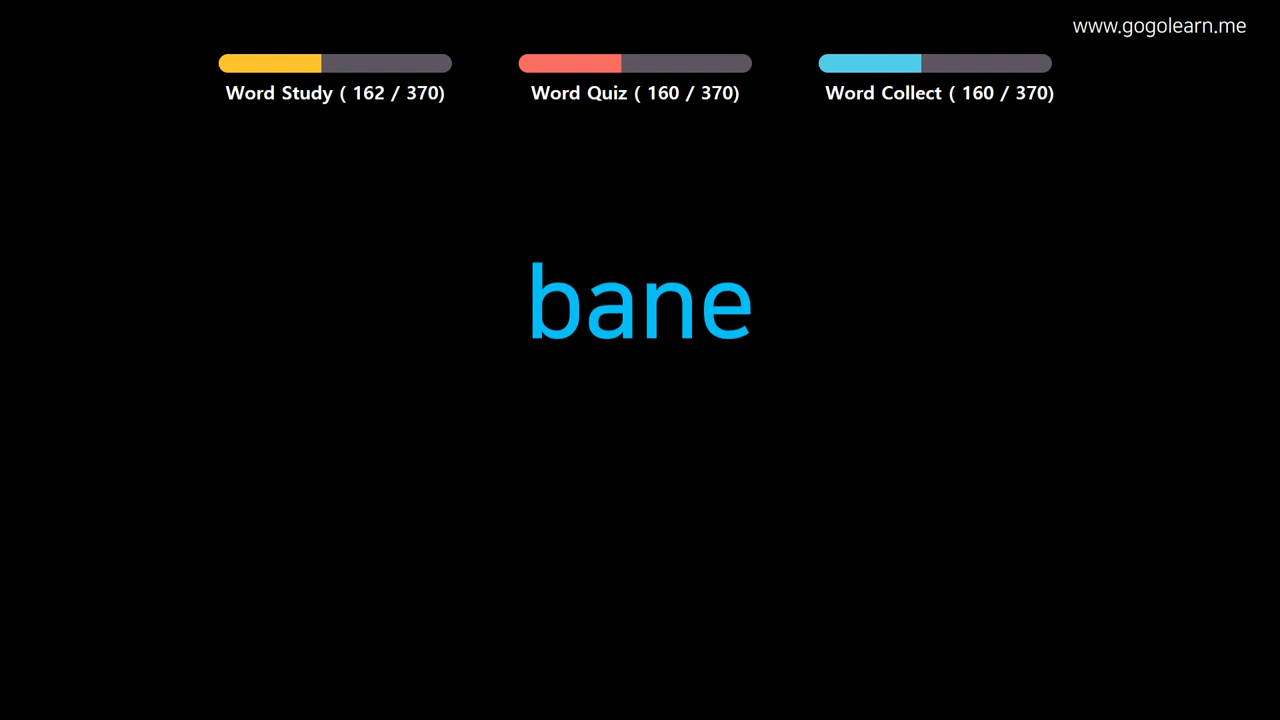 www.gogolearn.me
Word Study ( 162 / 370)
Word Quiz ( 160 / 370)
Word Collect ( 160 / 370)
bane